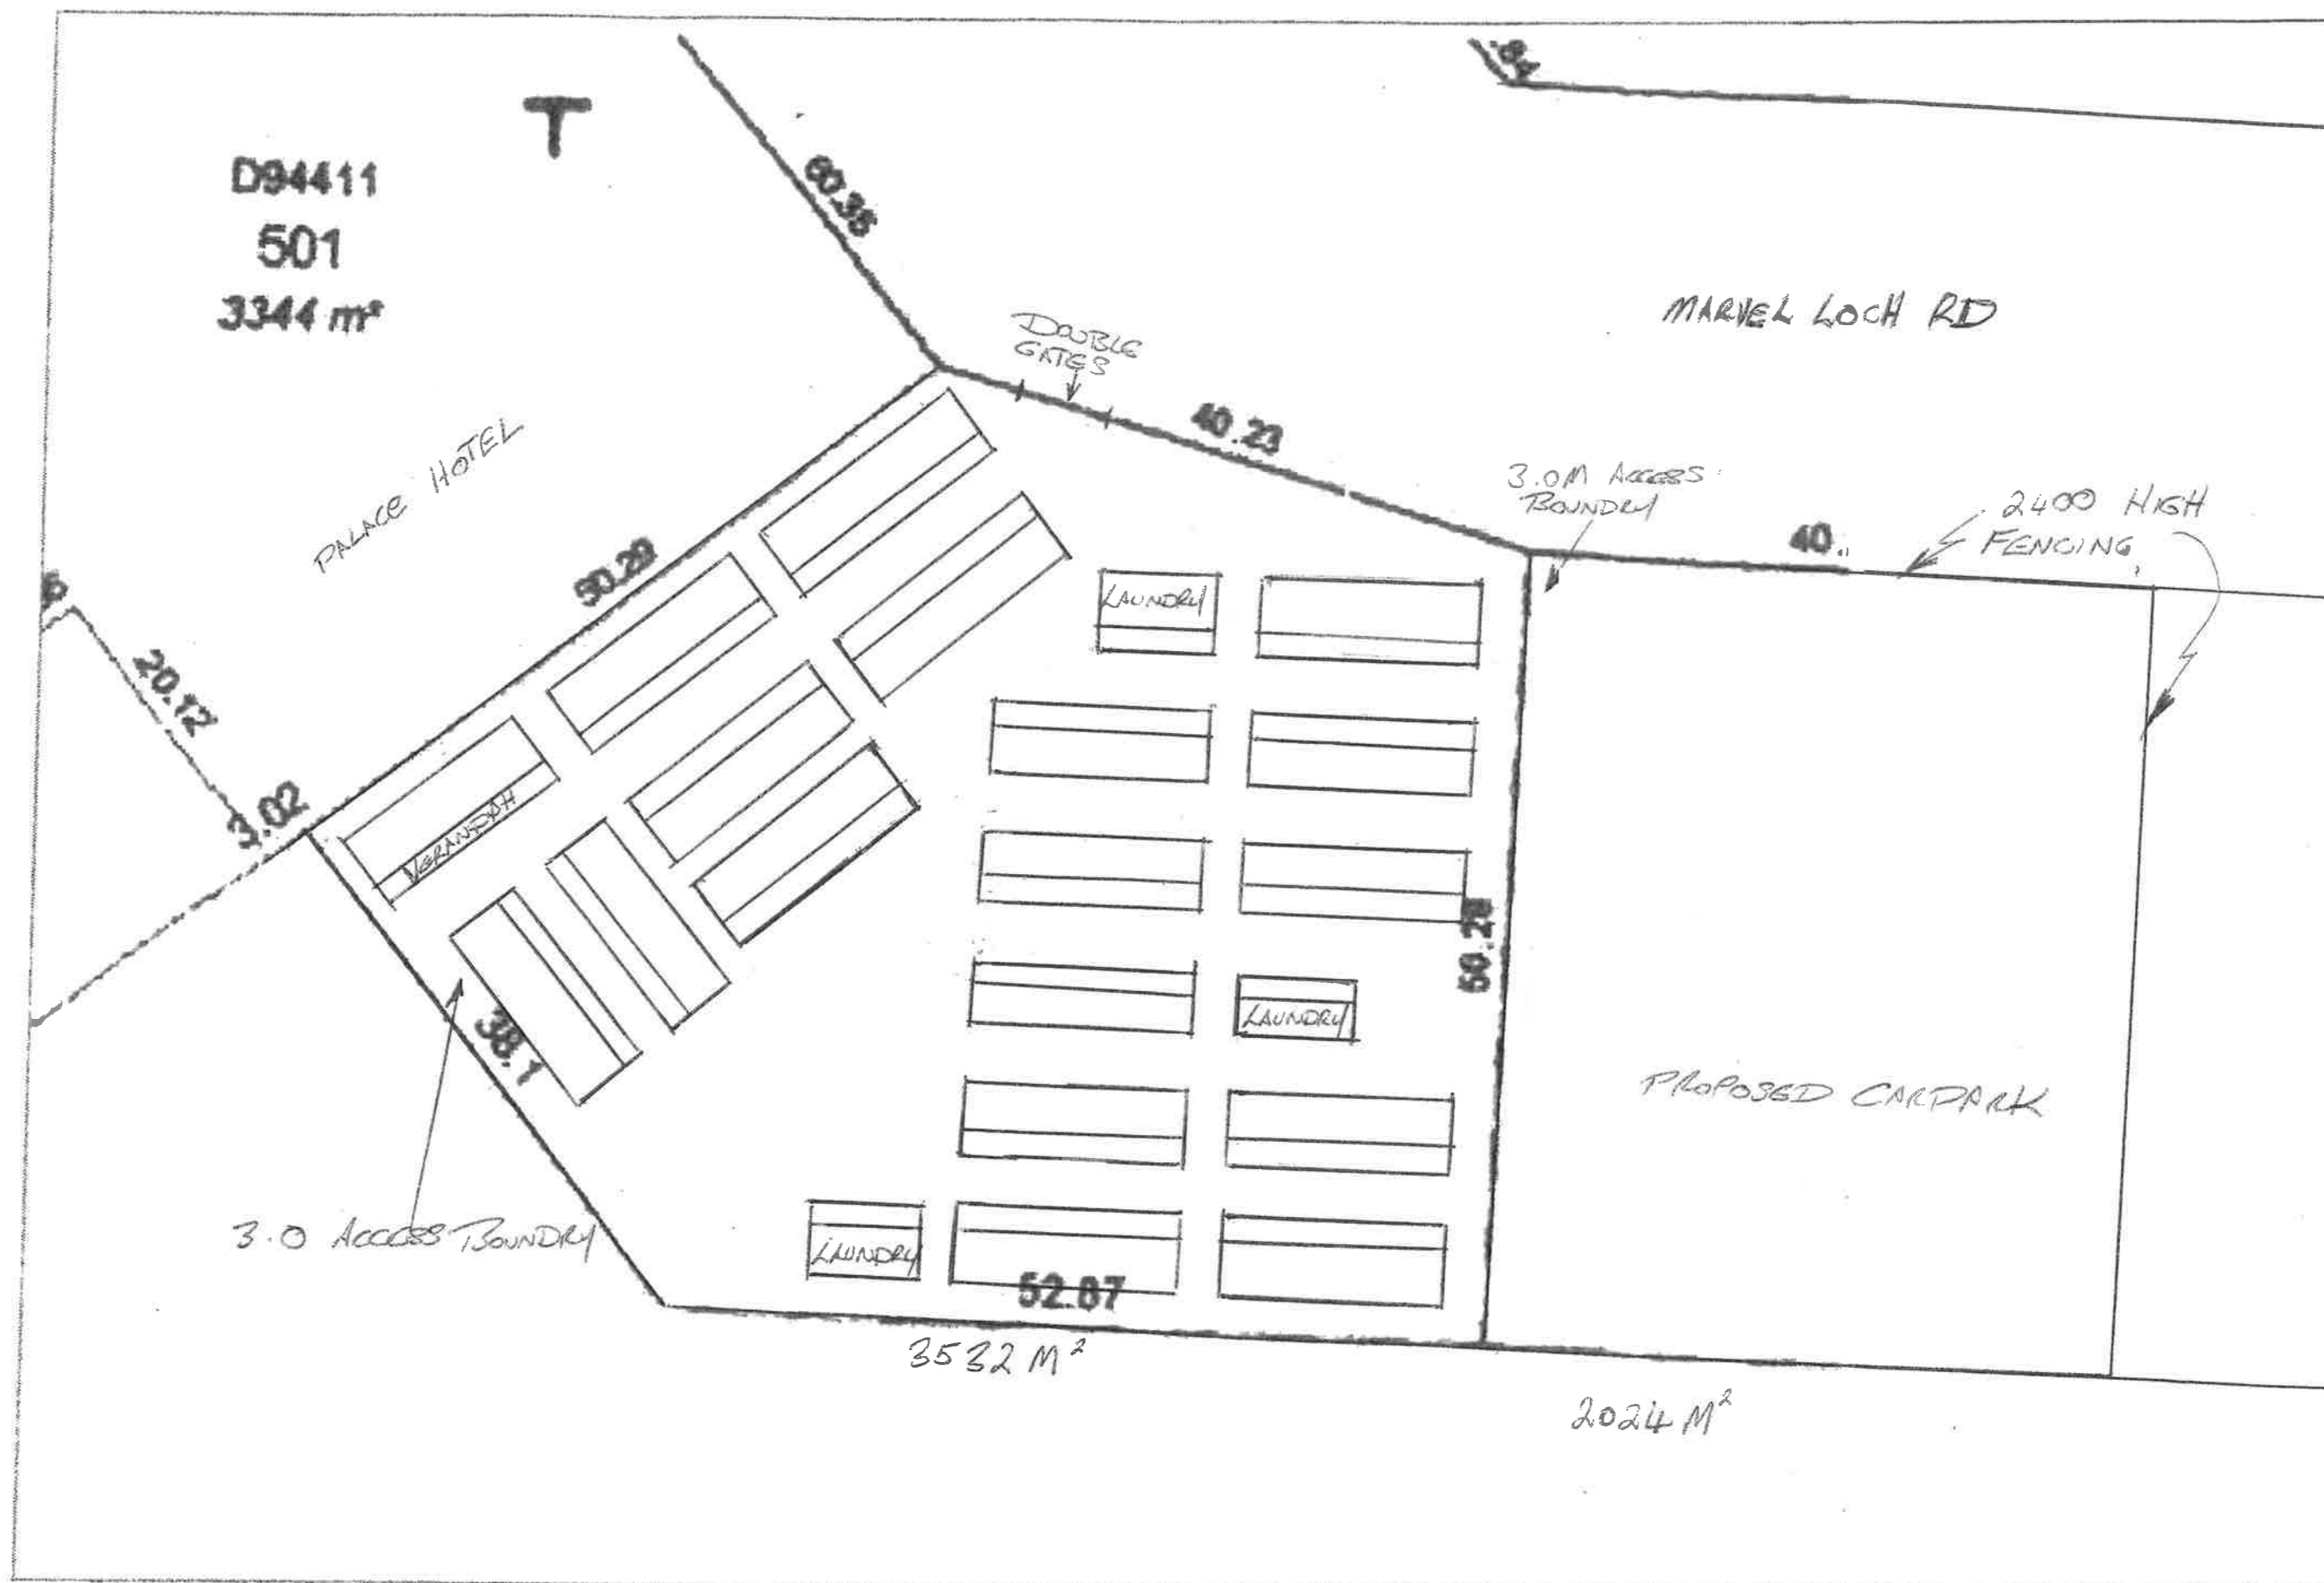 D94411
501
3344 m²
T
60.35
MARVEL LOCH RD
DOUBLE
GATES
40.23
3.0M ACCESS
BOUNDRY
40.
2400 HIGH
FENCING
PALACE HOTEL
50.29
20.12
3.02
LAUNDRY
VERANDAH
50.29
38.1
LAUNDRY
PROPOSED CARPARK
3.0 ACCESS BOUNDRY
LAUNDRY
52.87
3532 M²
2024 M²